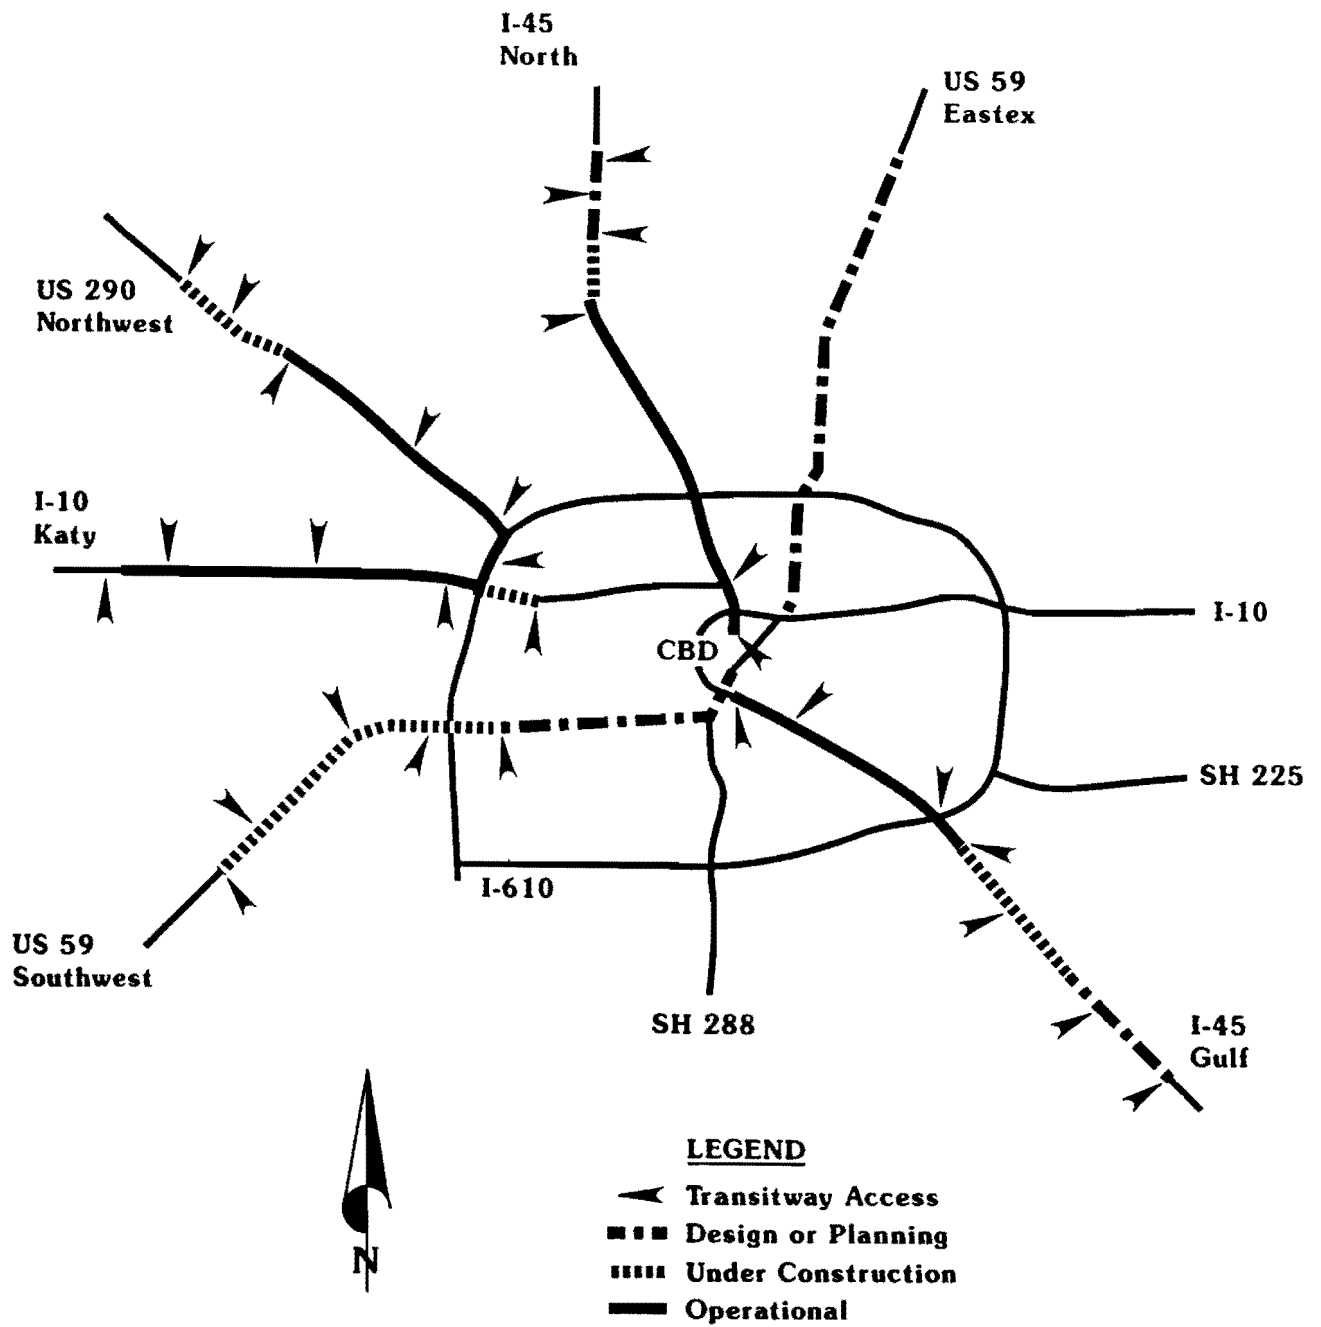 I-45
North
US 59
Eastex
US 290
Northwest
I-10
Katy
I-10
CBD
SH 225
I-610
US 59
Southwest
SH 288
I-45
Gulf
N
LEGEND
Transitway Access
Design or Planning
Under Construction
Operational